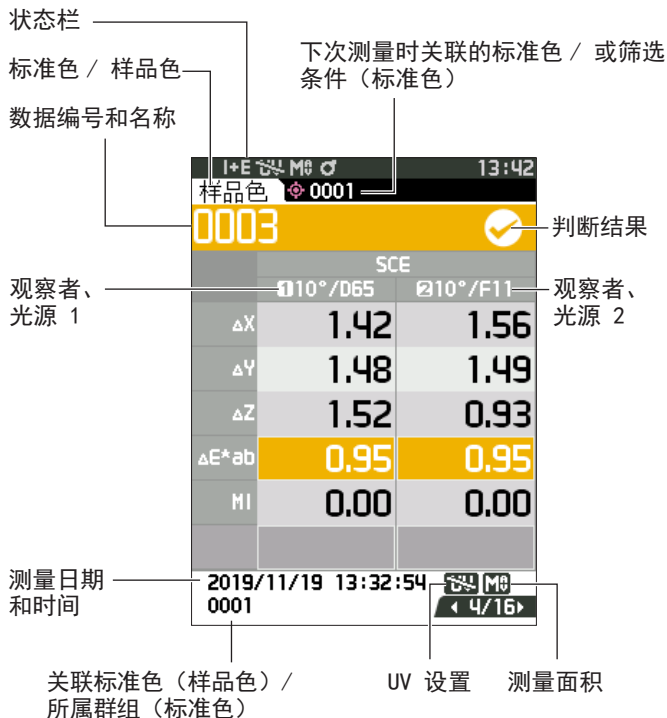 状态栏
标准色 / 样品色
下次测量时关联的标准色 / 或筛选
条件（标准色）
数据编号和名称
I+E 13:42
样品色 0001
0003
判断结果
SCE
观察者、
光源 1
1 10°/D65 2 10°/F11
观察者、
光源 2
ΔX 1.42 1.56
ΔY 1.48 1.49
ΔZ 1.52 0.93
ΔE*ab 0.95 0.95
MI 0.00 0.00
测量日期
和时间
2019/11/19 13:32:54
0001 4/16
关联标准色（样品色）/
所属群组（标准色）
UV 设置
测量面积